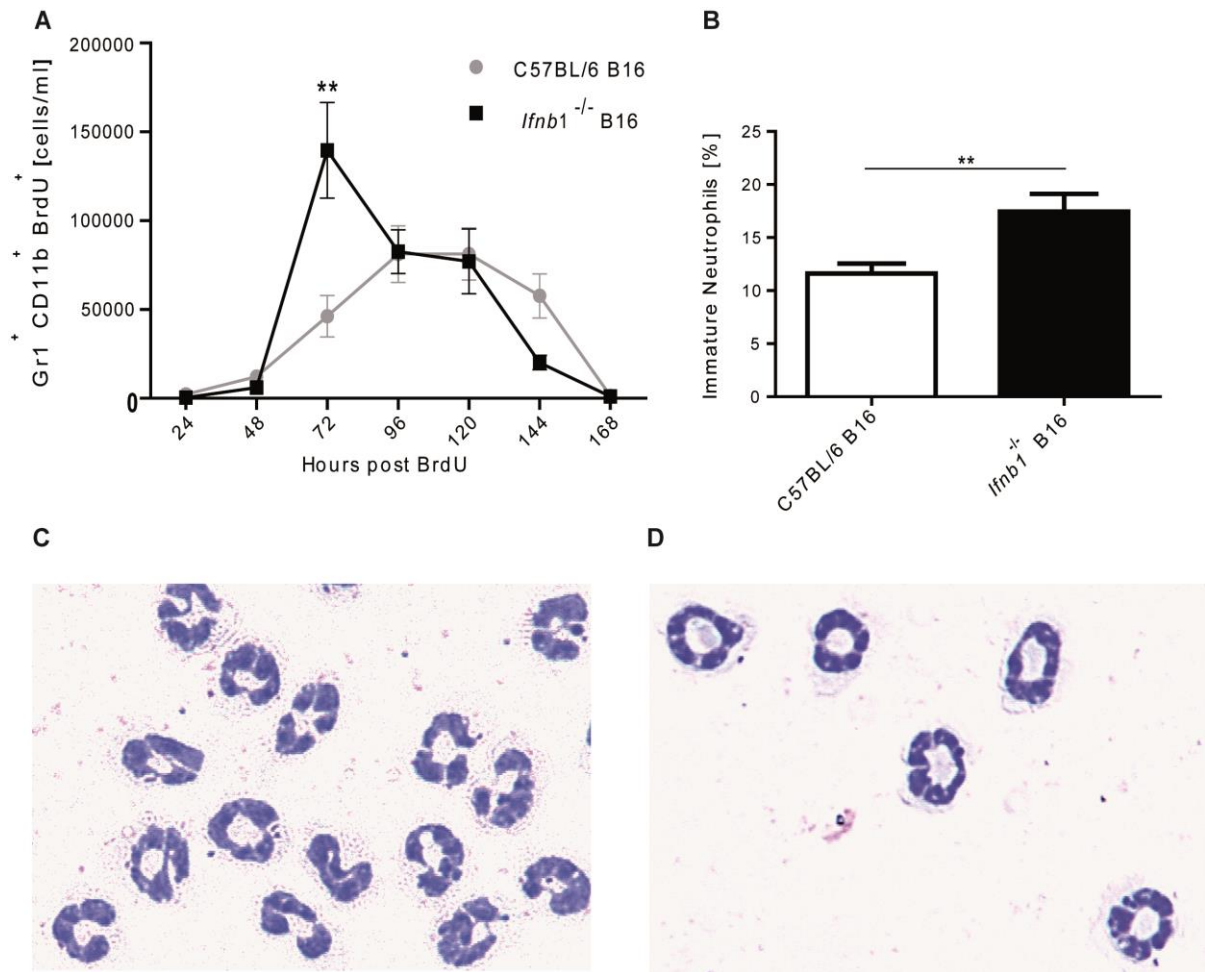 A
Gr1+ CD11b+ BrdU+ [cells/ml]
200000
150000
100000
50000
0
24 48 72 96 120 144 168
Hours post BrdU
**
C57BL/6 B16
Ifnb1 -/- B16
B
Immature Neutrophils [%]
25
20
15
10
5
0
**
C57BL/6 B16
Ifnb1-/- B16
C
D